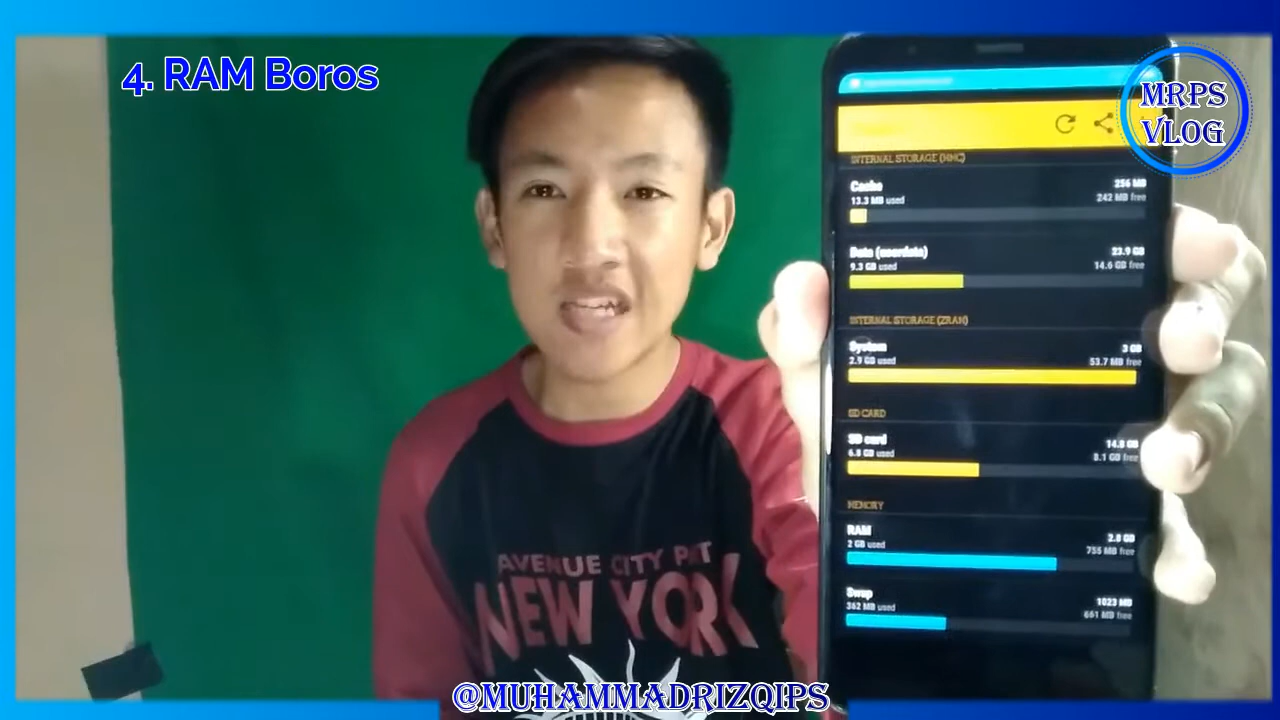 4. RAM Boros
MRPS
VLOG
INTERNAL STORAGE (MMC)
Cache
256 MB
13.3 MB used
242 MB free
Data (userdata)
23.9 GB
9.3 GB used
14.6 GB free
INTERNAL STORAGE (ZRAM)
System
3 GB
2.9 GB used
53.7 MB free
SD CARD
SD card
14.8 GB
6.8 GB used
8.1 GB free
MEMORY
RAM
2.8 GB
2 GB used
755 MB free
Swap
1023 MB
362 MB used
661 MB free
AVENUE CITY
NEW YORK
@MUHAMMADRIZQIPS